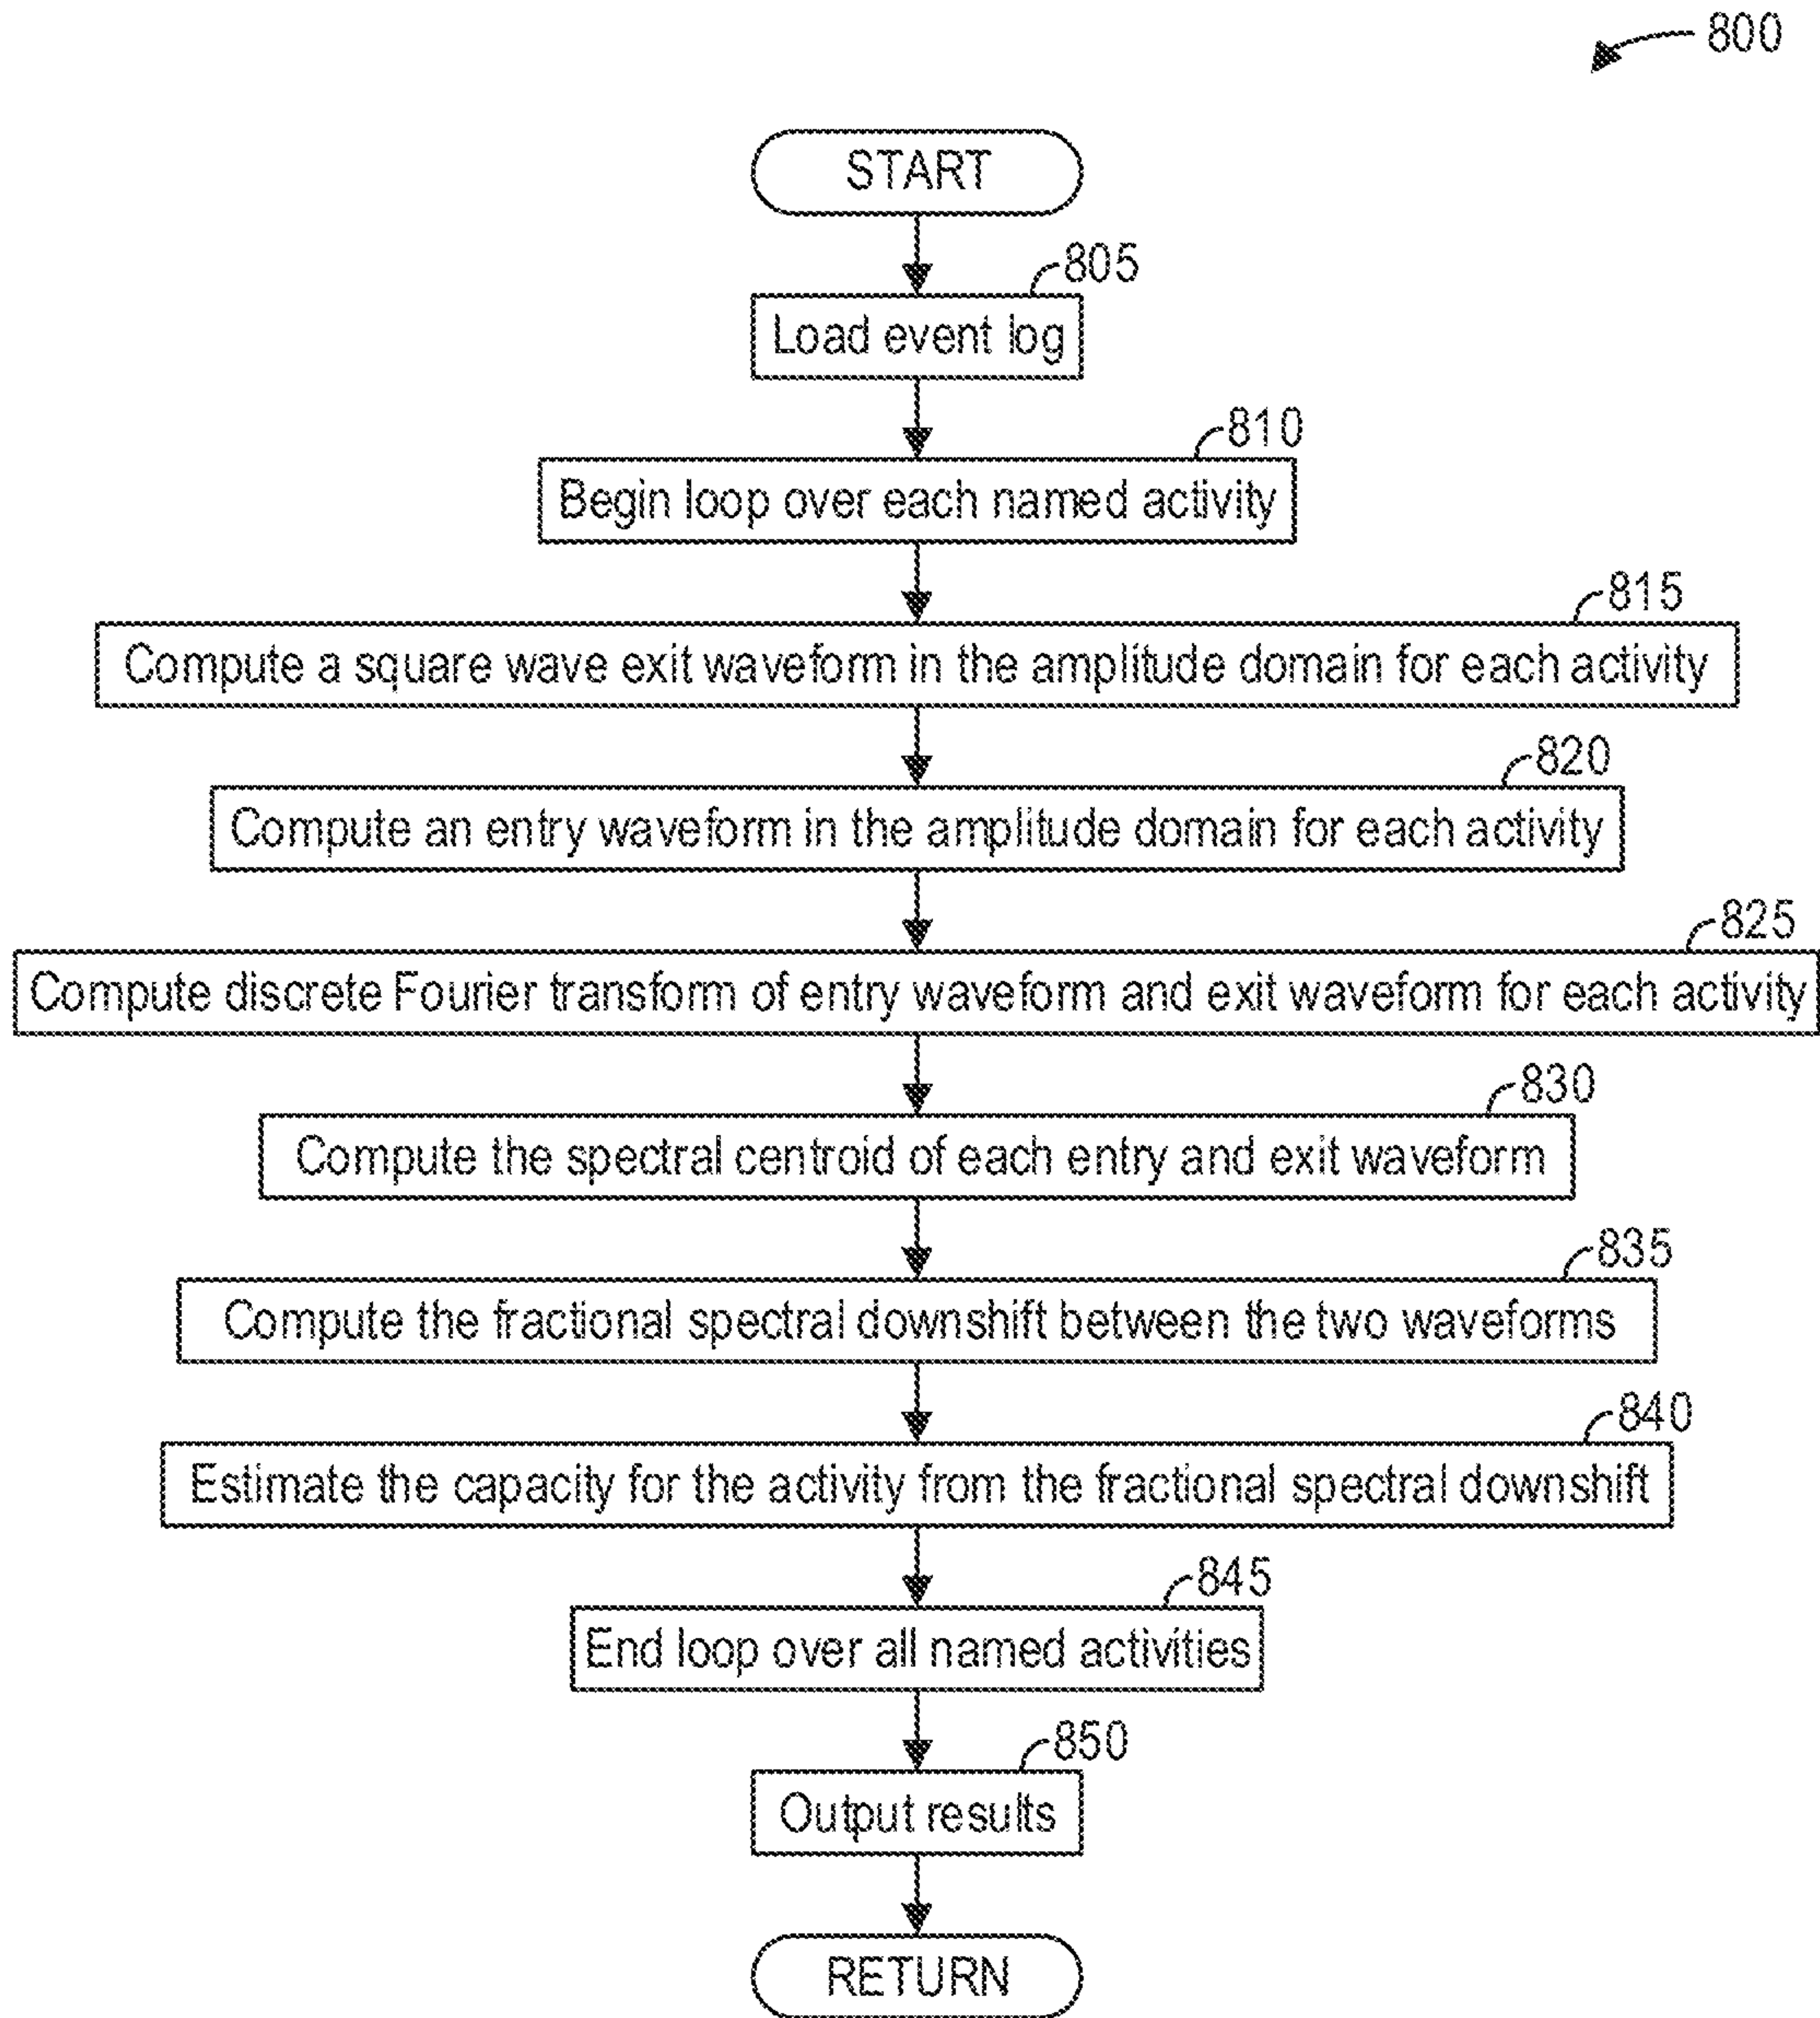 800
START
805
Load event log
810
Begin loop over each named activity
815
Compute a square wave exit waveform in the amplitude domain for each activity
820
Compute an entry waveform in the amplitude domain for each activity
825
Compute discrete Fourier transform of entry waveform and exit waveform for each activity
830
Compute the spectral centroid of each entry and exit waveform
835
Compute the fractional spectral downshift between the two waveforms
840
Estimate the capacity for the activity from the fractional spectral downshift
845
End loop over all named activities
850
Output results
RETURN